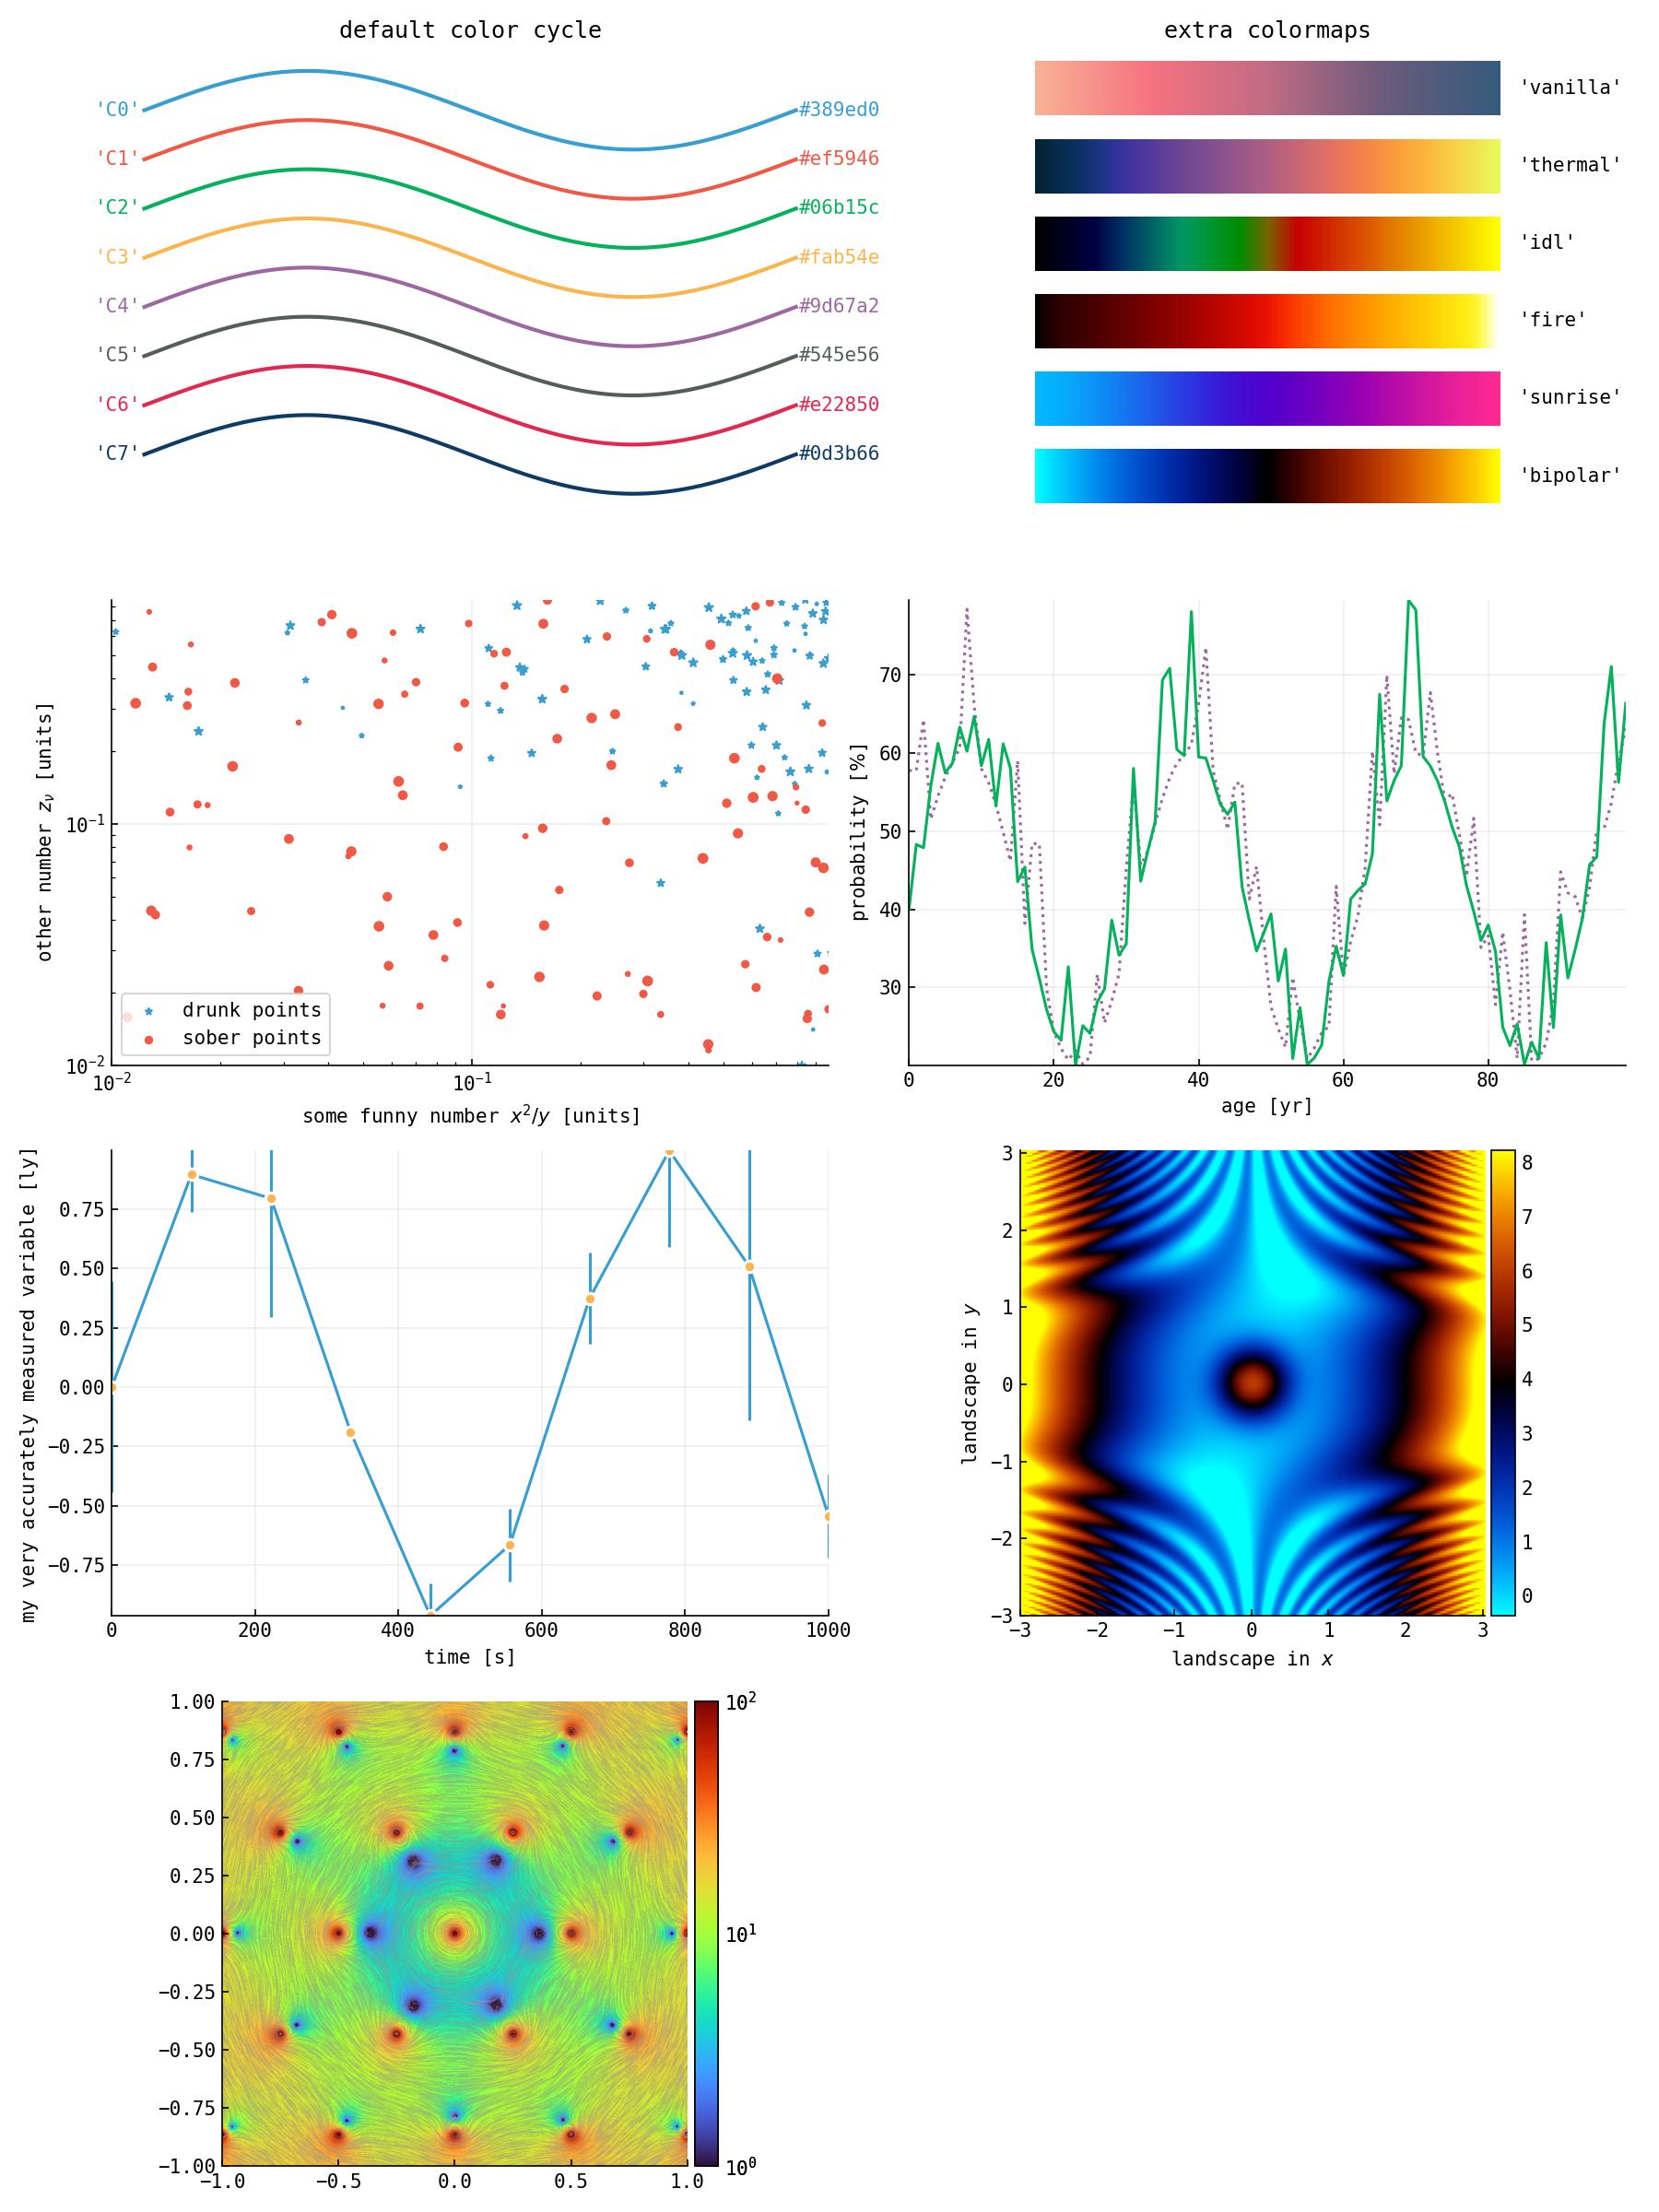 default color cycle
'C0' #389ed0
'C1' #ef5946
'C2' #06b15c
'C3' #fab54e
'C4' #9d67a2
'C5' #545e56
'C6' #e22850
'C7' #0d3b66
extra colormaps
'vanilla'
'thermal'
'idl'
'fire'
'sunrise'
'bipolar'
other number z_ν [units]
10⁻¹
10⁻²
drunk points
sober points
10⁻² 10⁻¹
some funny number x²/y [units]
probability [%]
70
60
50
40
30
0 20 40 60 80
age [yr]
my very accurately measured variable [ly]
0.75
0.50
0.25
0.00
−0.25
−0.50
−0.75
0 200 400 600 800 1000
time [s]
landscape in y
3
2
1
0
−1
−2
−3
−3 −2 −1 0 1 2 3
landscape in x
8
7
6
5
4
3
2
1
0
1.00
0.75
0.50
0.25
0.00
−0.25
−0.50
−0.75
−1.00
−1.0 −0.5 0.0 0.5 1.0
10²
10¹
10⁰